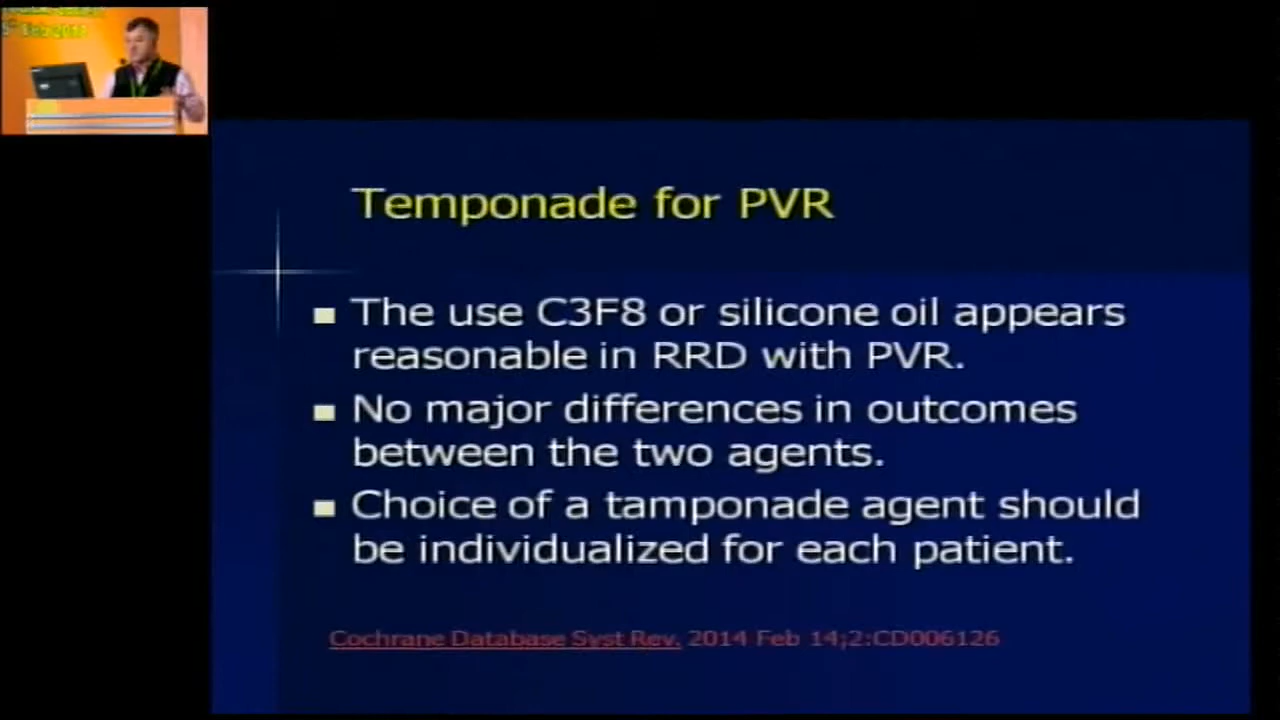 Temponade for PVR
The use C3F8 or silicone oil appears
reasonable in RRD with PVR.
No major differences in outcomes
between the two agents.
Choice of a tamponade agent should
be individualized for each patient.
Cochrane Database Syst Rev. 2014 Feb 14;2:CD006126